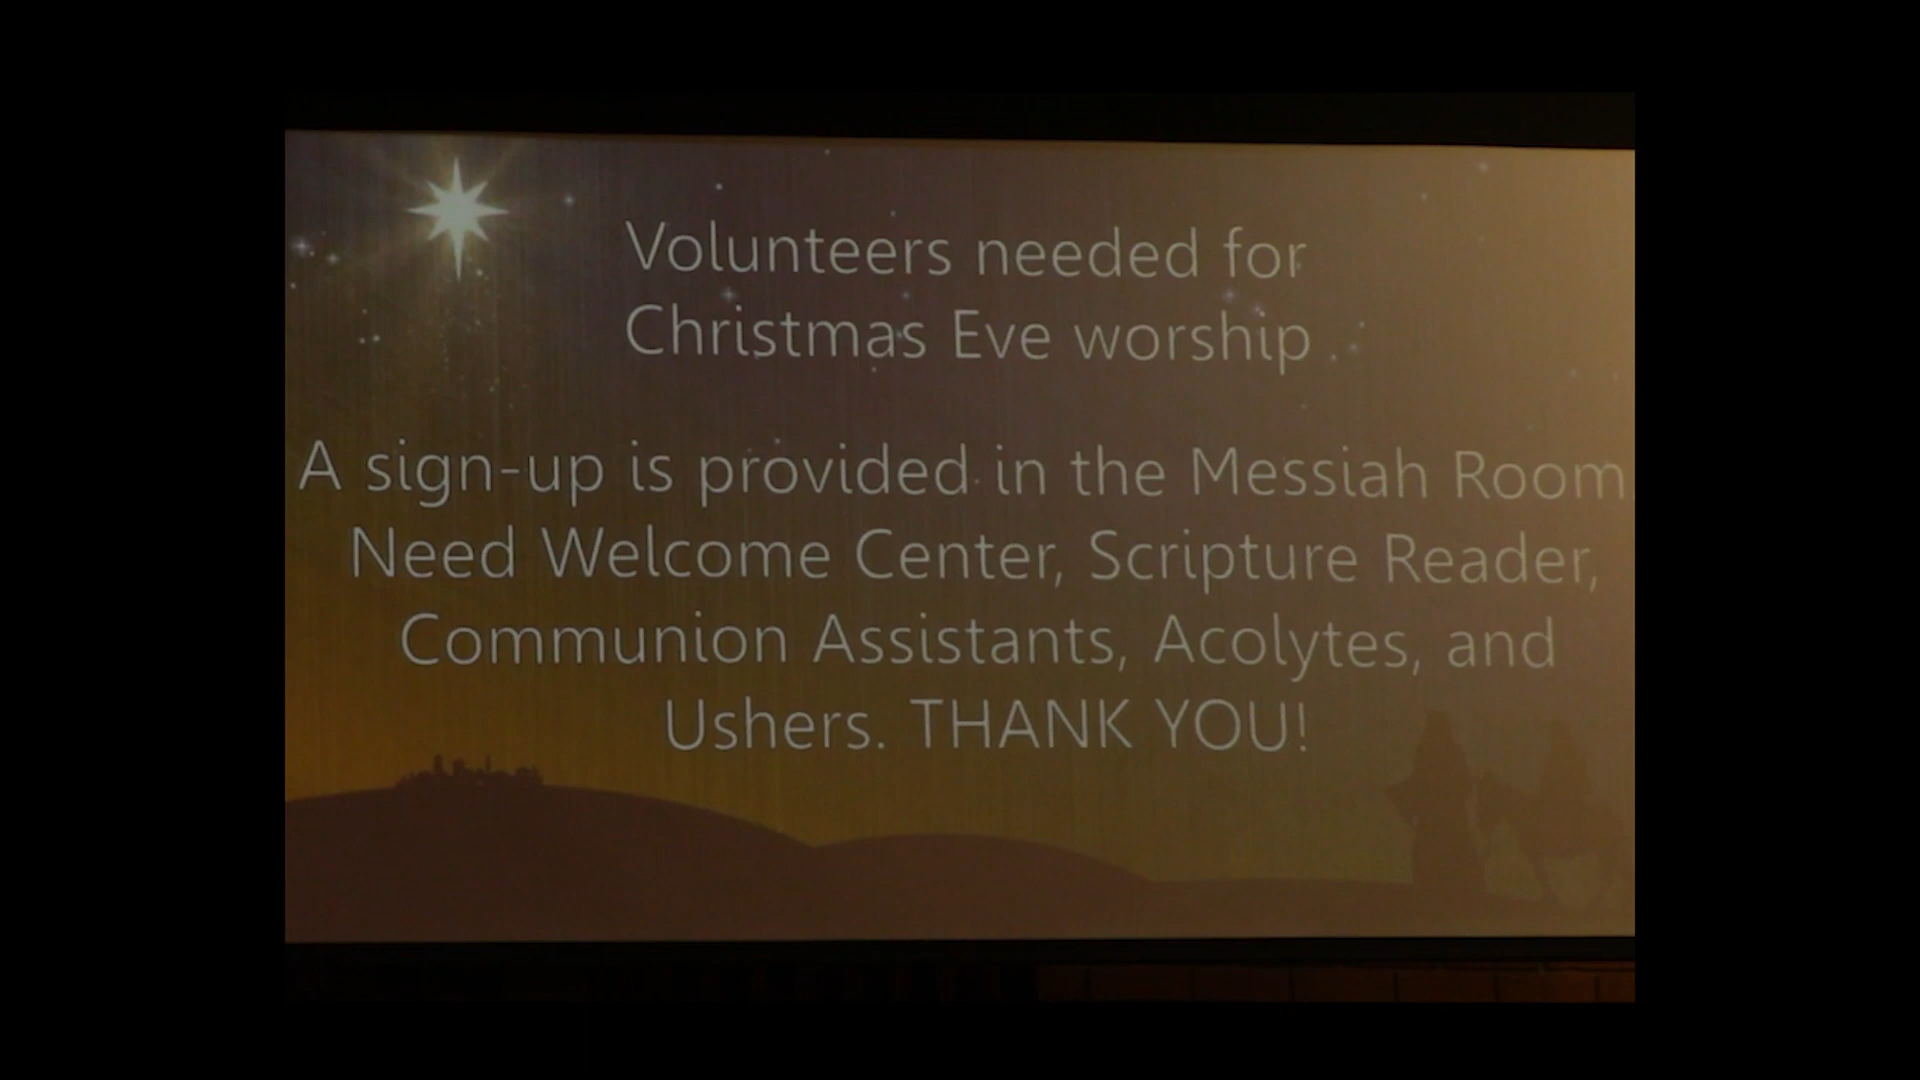 Volunteers needed for
Christmas Eve worship
A sign-up is provided in the Messiah Room
Need Welcome Center, Scripture Reader,
Communion Assistants, Acolytes, and
Ushers. THANK YOU!